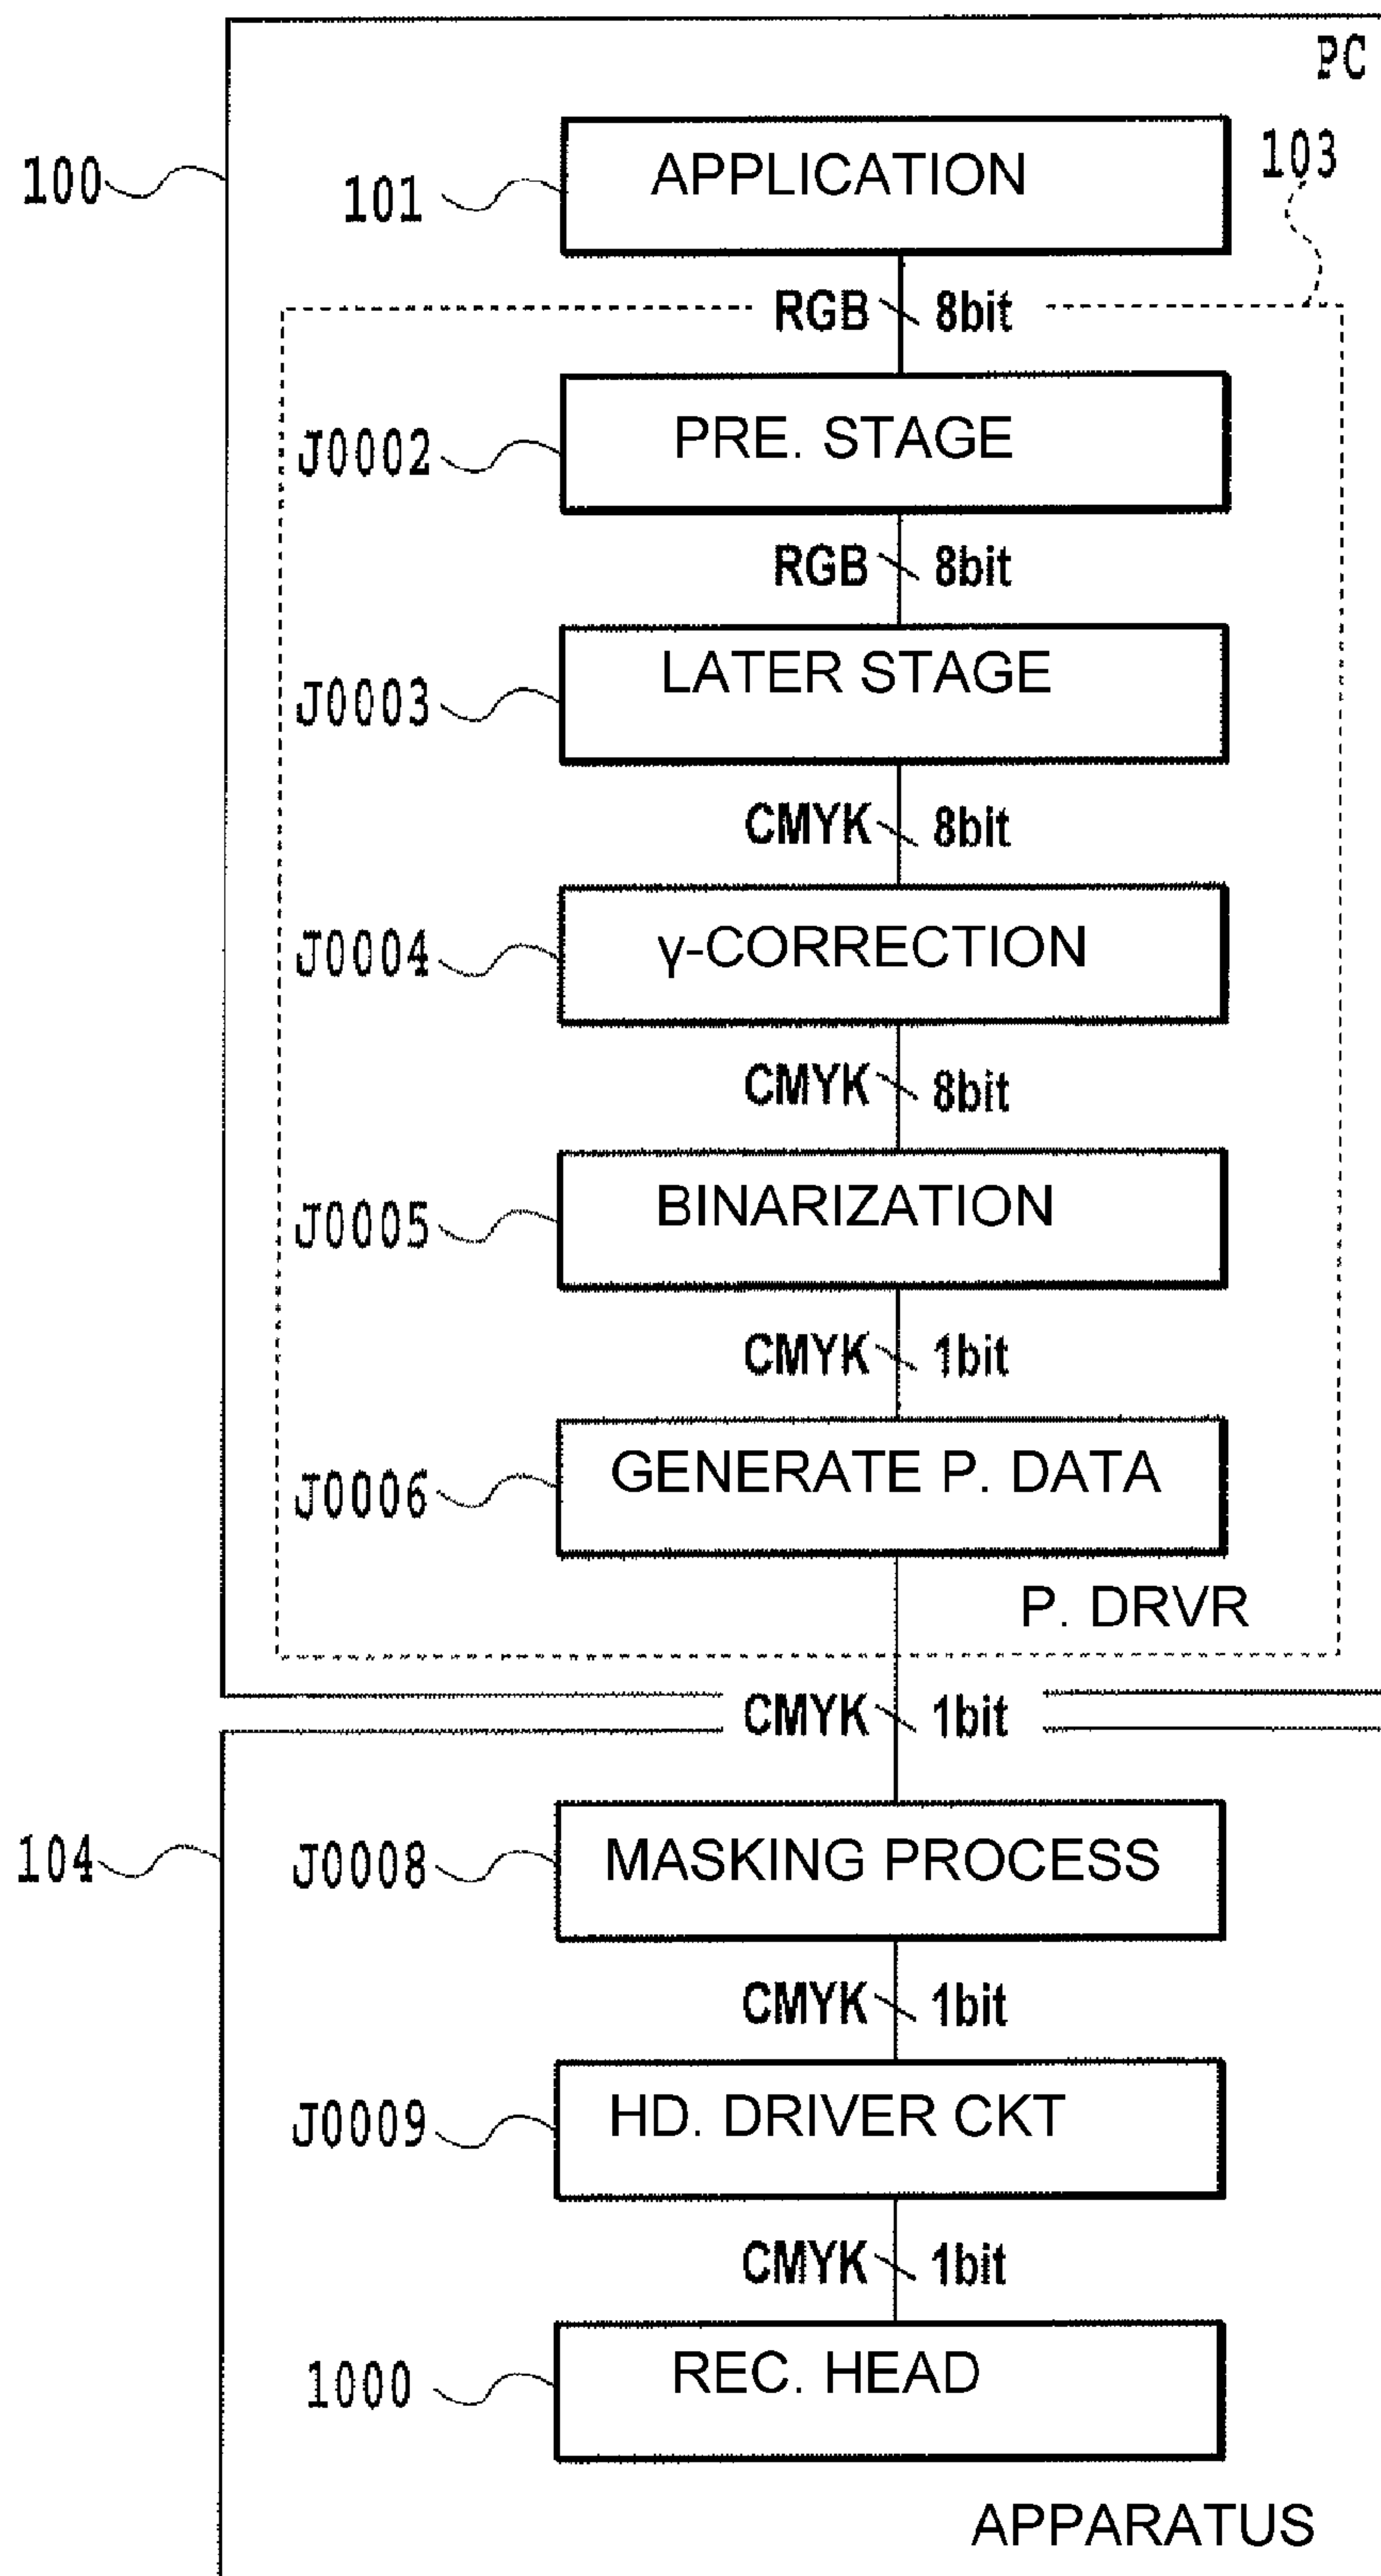 PC
100
101
APPLICATION
103
RGB 8bit
J0002
PRE. STAGE
RGB 8bit
J0003
LATER STAGE
CMYK 8bit
J0004
γ-CORRECTION
CMYK 8bit
J0005
BINARIZATION
CMYK 1bit
J0006
GENERATE P. DATA
P. DRVR
CMYK 1bit
104
J0008
MASKING PROCESS
CMYK 1bit
J0009
HD. DRIVER CKT
CMYK 1bit
1000
REC. HEAD
APPARATUS